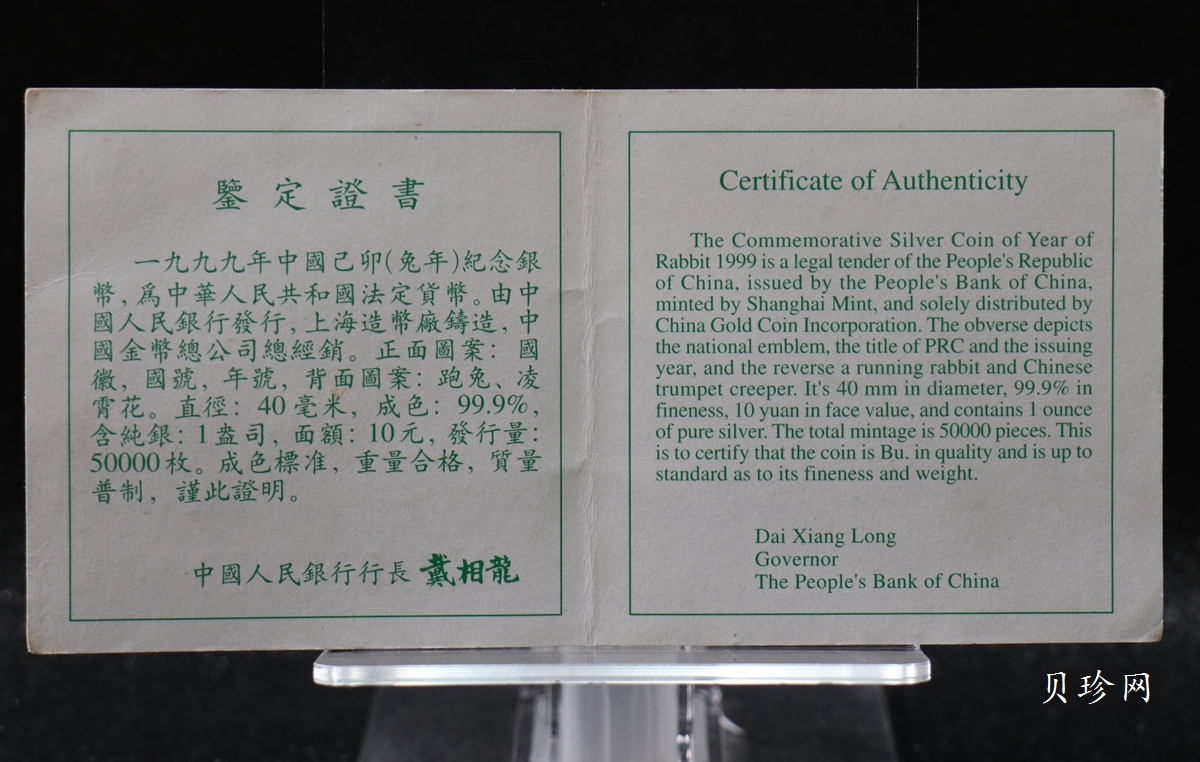 鑒定證書
一九九九年中國己卯(兔年)紀念銀
幣,爲中華人民共和國法定貨幣。由中
國人民銀行發行,上海造幣廠鑄造,中
國金幣總公司總經銷。正面圖案:國
徽,國號,年號,背面圖案:跑兔、凌
霄花。直徑:40毫米,成色:99.9%,
含純銀:1盎司,面額:10元,發行量:
50000枚。成色標准,重量合格,質量
普制,謹此證明。
中國人民銀行行長 戴相龍
Certificate of Authenticity
The Commemorative Silver Coin of Year of
Rabbit 1999 is a legal tender of the People's Republic
of China, issued by the People's Bank of China,
minted by Shanghai Mint, and solely distributed by
China Gold Coin Incorporation. The obverse depicts
the national emblem, the title of PRC and the issuing
year, and the reverse a running rabbit and Chinese
trumpet creeper. It's 40 mm in diameter, 99.9% in
fineness, 10 yuan in face value, and contains 1 ounce
of pure silver. The total mintage is 50000 pieces. This
is to certify that the coin is Bu. in quality and is up to
standard as to its fineness and weight.
Dai Xiang Long
Governor
The People's Bank of China
贝珍网